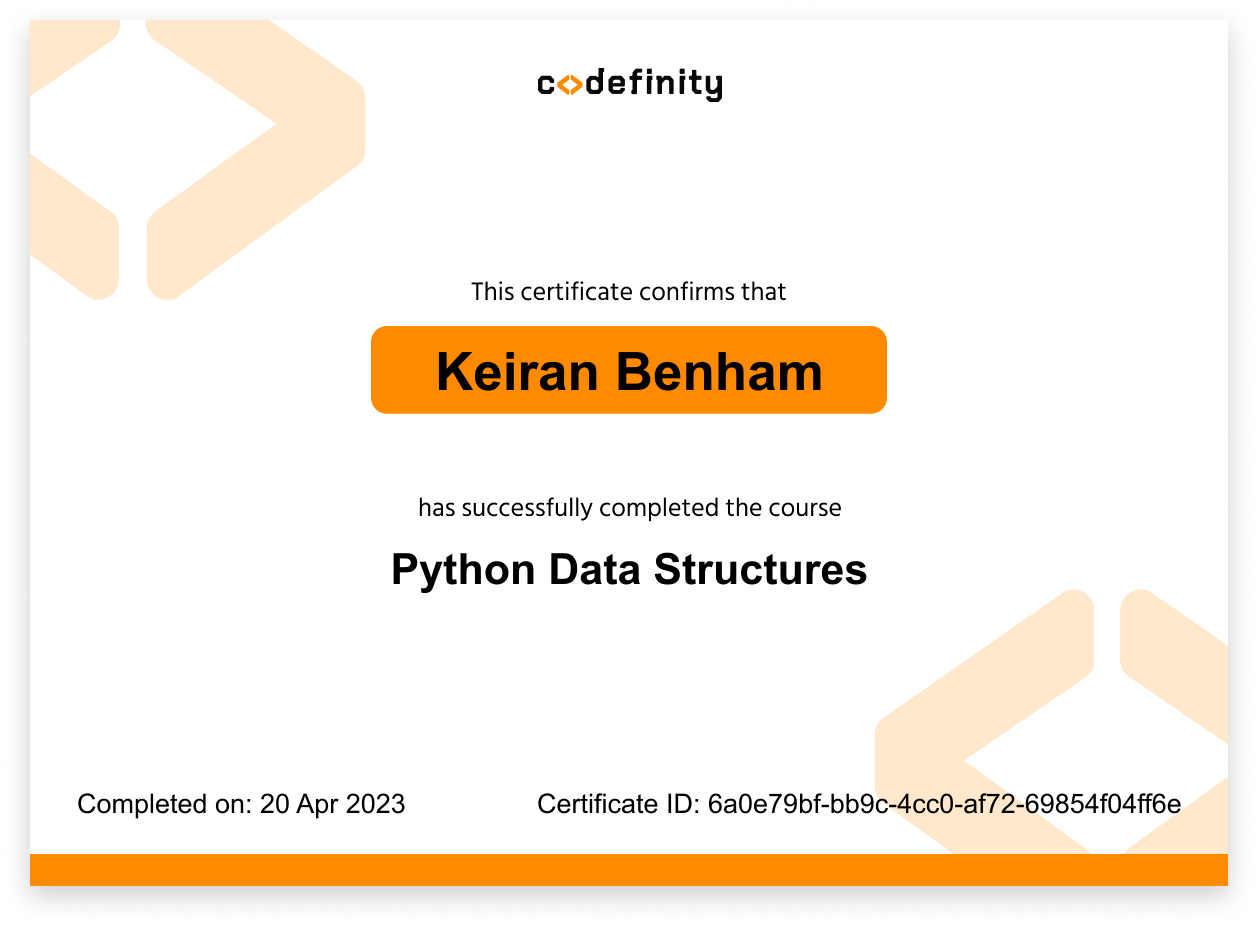 codefinity
This certificate confirms that
Keiran Benham
has successfully completed the course
Python Data Structures
Completed on: 20 Apr 2023
Certificate ID: 6a0e79bf-bb9c-4cc0-af72-69854f04ff6e